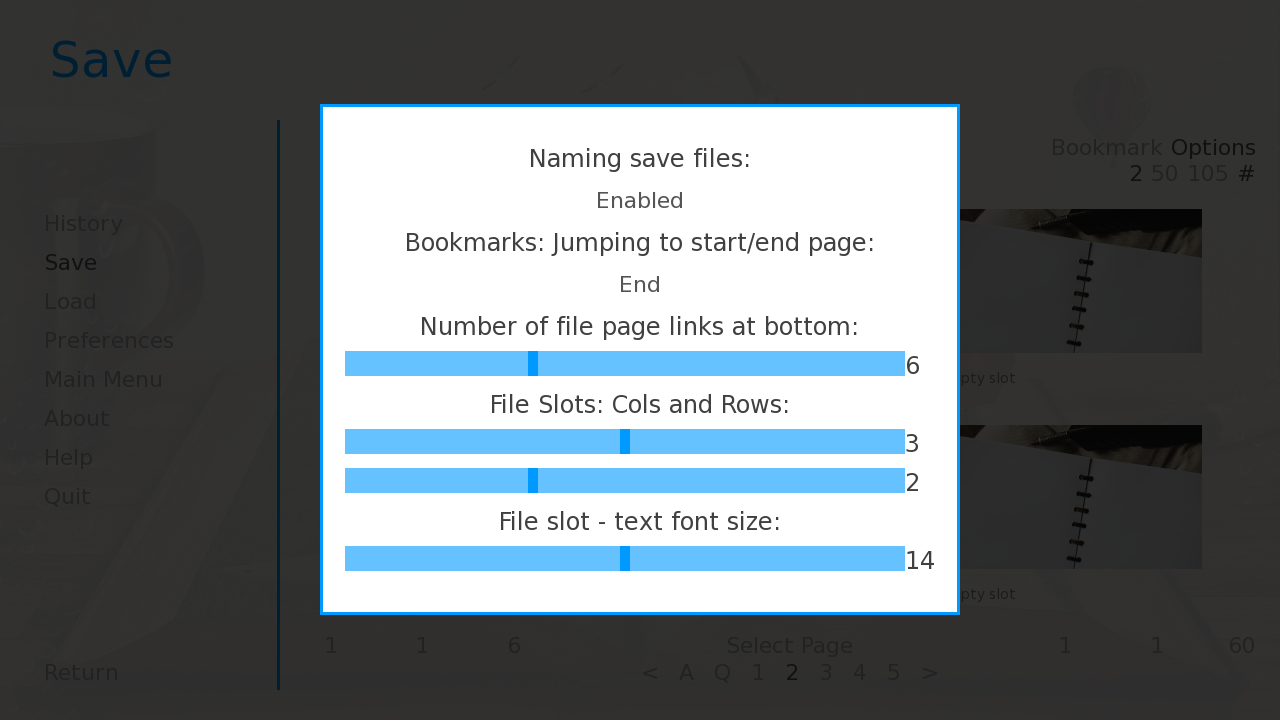 Save
Naming save files:
Enabled
Bookmarks: Jumping to start/end page:
End
Number of file page links at bottom:
6
File Slots: Cols and Rows:
3
2
File slot - text font size:
14
Bookmark Options
2 50 105 #
History
Save
Load
Preferences
Main Menu
About
Help
Quit
Return
pty slot
pty slot
1 1 6 Select Page 1 1 60
< A Q 1 2 3 4 5 >